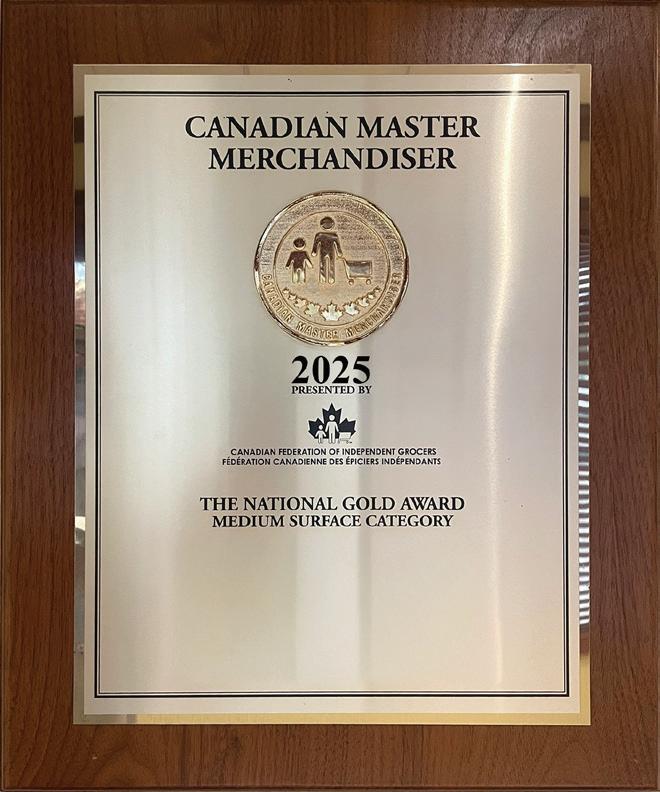 CANADIAN MASTER
MERCHANDISER
CANADIAN MASTER MERCHANDISER
2025
PRESENTED BY
CANADIAN FEDERATION OF INDEPENDENT GROCERS
FÉDÉRATION CANADIENNE DES ÉPICIERS INDÉPENDANTS
THE NATIONAL GOLD AWARD
MEDIUM SURFACE CATEGORY